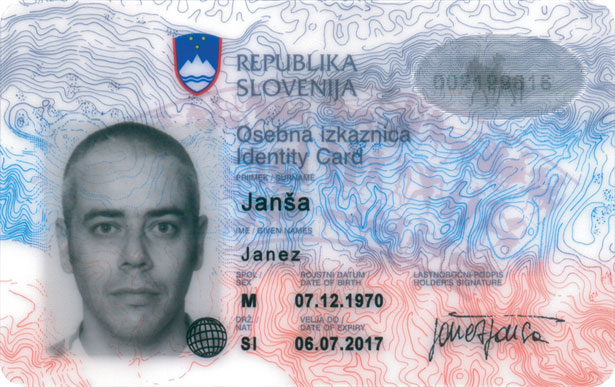 REPUBLIKA
SLOVENIJA
002199616
Osebna izkaznica
Identity Card
PRIIMEK / SURNAME
Janša
IME / GIVEN NAMES
Janez
SPOL / ROJSTNI DATUM / LASTNOROČNI PODPIS /
SEX DATE OF BIRTH HOLDER'S SIGNATURE
M 07.12.1970
DRŽ. / VELJA DO /
NAT. DATE OF EXPIRY
SI 06.07.2017
Janez Janša